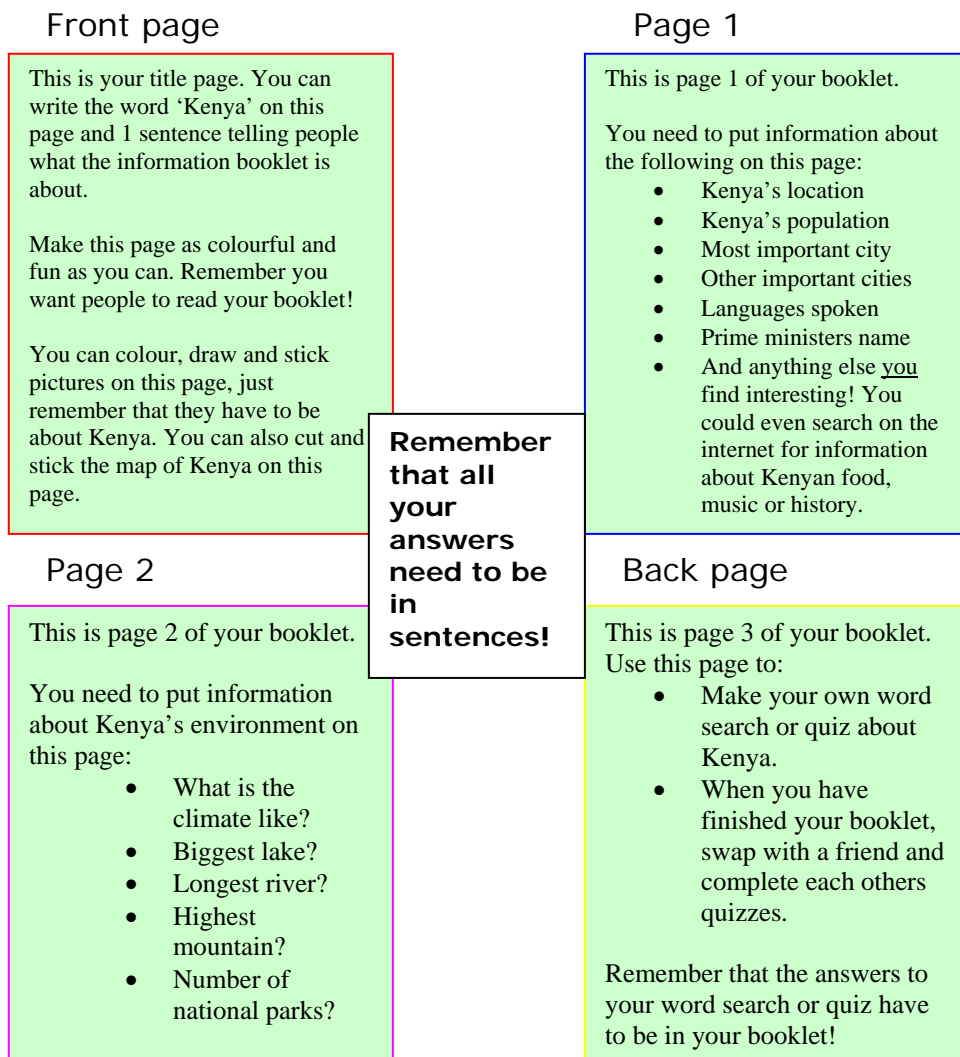 Front page
This is your title page. You can
write the word ‘Kenya’ on this
page and 1 sentence telling people
what the information booklet is
about.
Make this page as colourful and
fun as you can. Remember you
want people to read your booklet!
You can colour, draw and stick
pictures on this page, just
remember that they have to be
about Kenya. You can also cut and
stick the map of Kenya on this
page.
Page 1
This is page 1 of your booklet.
You need to put information about
the following on this page:
• Kenya’s location
• Kenya’s population
• Most important city
• Other important cities
• Languages spoken
• Prime ministers name
• And anything else you
find interesting! You
could even search on the
internet for information
about Kenyan food,
music or history.
Remember
that all
your
answers
need to be
in
sentences!
Page 2
This is page 2 of your booklet.
You need to put information
about Kenya’s environment on
this page:
• What is the
climate like?
• Biggest lake?
• Longest river?
• Highest
mountain?
• Number of
national parks?
Back page
This is page 3 of your booklet.
Use this page to:
• Make your own word
search or quiz about
Kenya.
• When you have
finished your booklet,
swap with a friend and
complete each others
quizzes.
Remember that the answers to
your word search or quiz have
to be in your booklet!